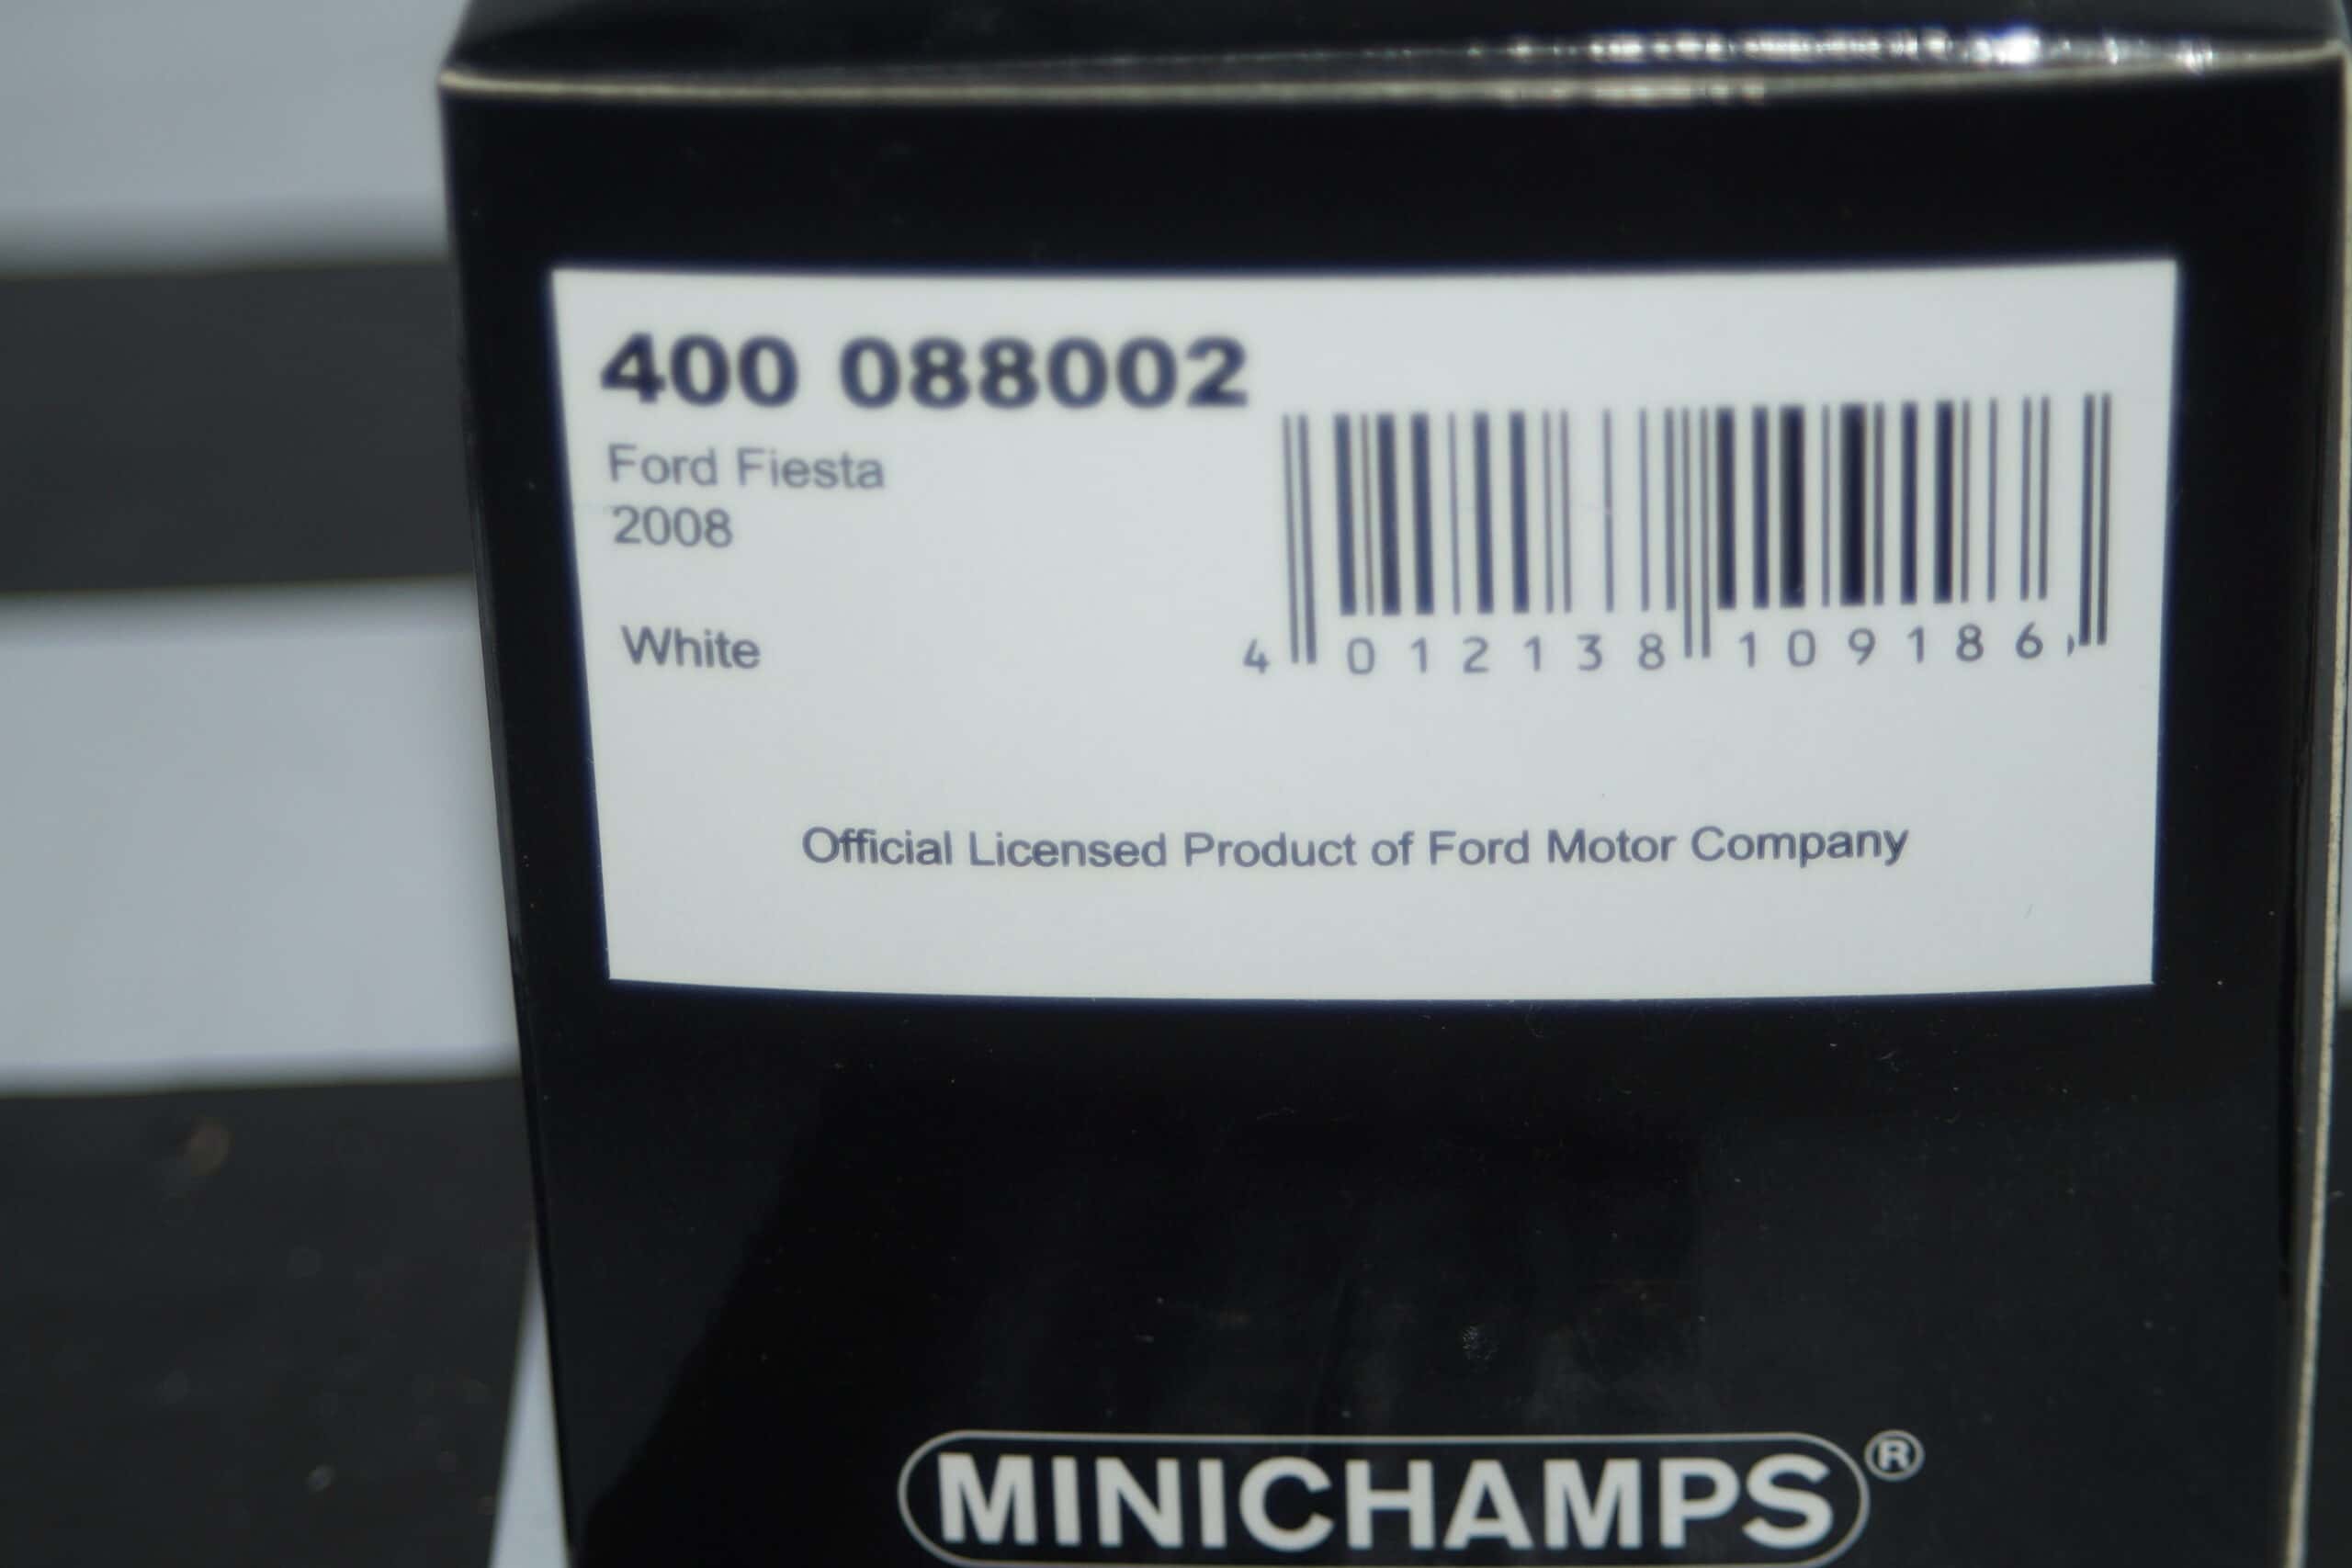 400 088002
Ford Fiesta
2008
White
4 012138 109186
Official Licensed Product of Ford Motor Company
MINICHAMPS®